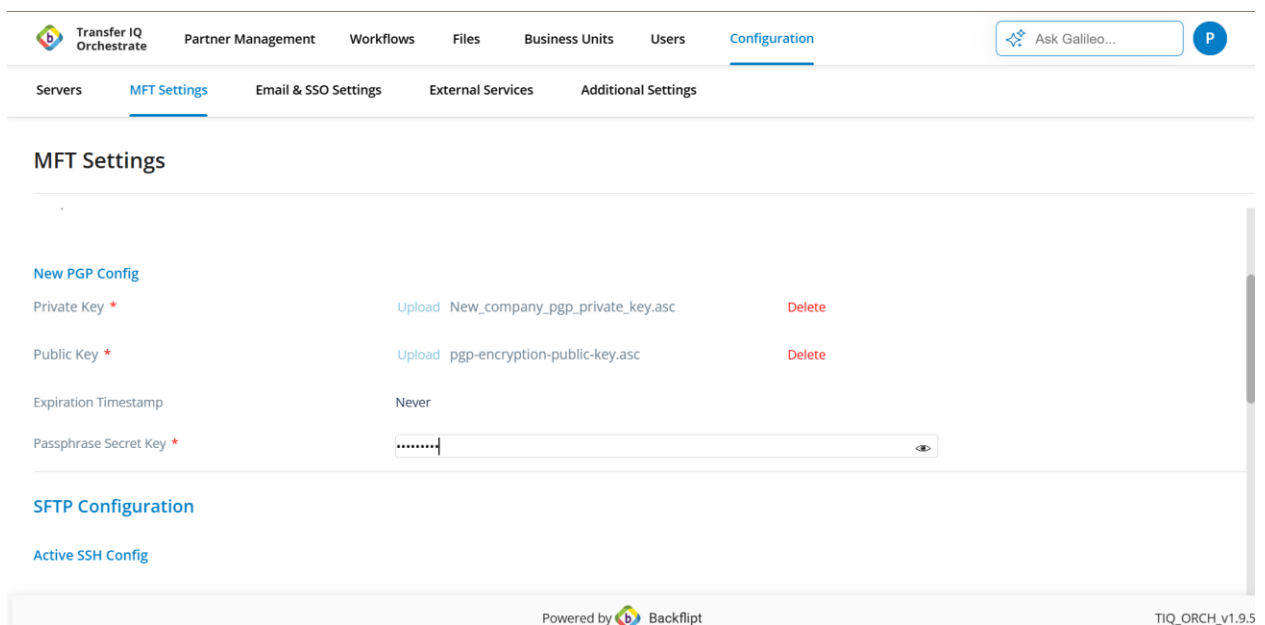 Transfer IQ
Orchestrate
Partner Management Workflows Files Business Units Users Configuration Ask Galileo... P
Servers MFT Settings Email & SSO Settings External Services Additional Settings
MFT Settings
New PGP Config
Private Key * Upload New_company_pgp_private_key.asc Delete
Public Key * Upload pgp-encryption-public-key.asc Delete
Expiration Timestamp Never
Passphrase Secret Key * •••••••••
SFTP Configuration
Active SSH Config
Powered by b Backflipt TIQ_ORCH_v1.9.5